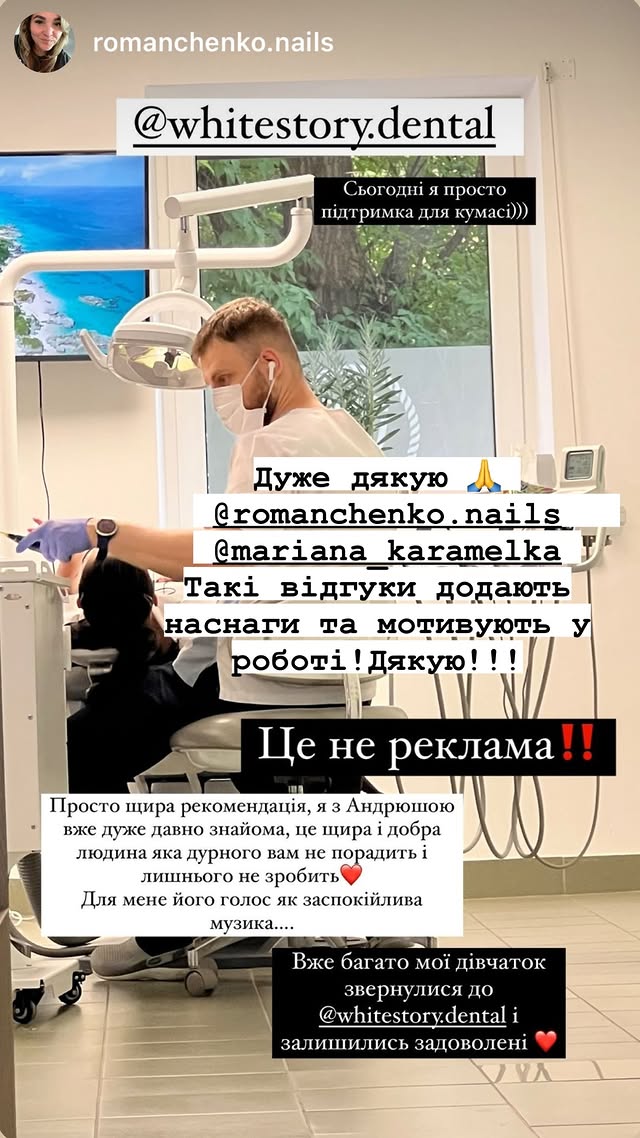 romanchenko.nails
@whitestory.dental
Сьогодні я просто
підтримка для кумасі)))
Дуже дякую 🙏
@romanchenko.nails
@mariana_karamelka
Такі відгуки додають
наснаги та мотивують у
роботі!Дякую!!!
Це не реклама‼️
Просто щира рекомендація, я з Андрюшою
вже дуже давно знайома, це щира і добра
людина яка дурного вам не порадить і
лишнього не зробить❤️
Для мене його голос як заспокійлива
музика....
Вже багато мої дівчаток
звернулися до
@whitestory.dental і
залишились задоволені ❤️